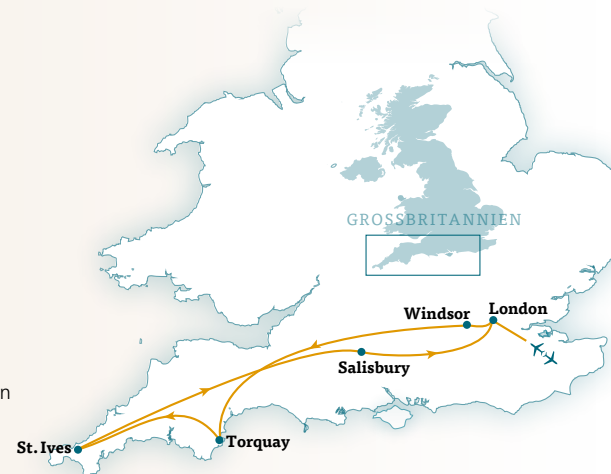 GROSSBRITANNIEN
London
Windsor
Salisbury
n
Torquay
St. Ives